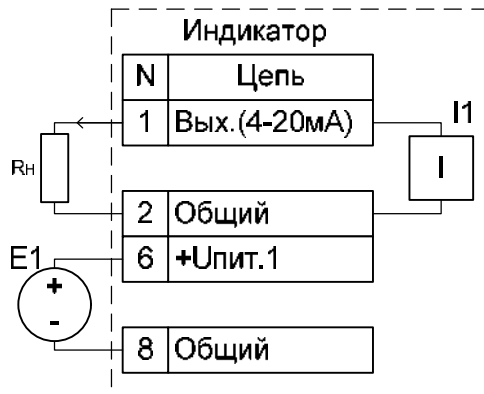 Индикатор
N Цепь
1 Вых.(4-20мА)
I1
I
Rн
2 Общий
6 +Uпит.1
E1
+
-
8 Общий